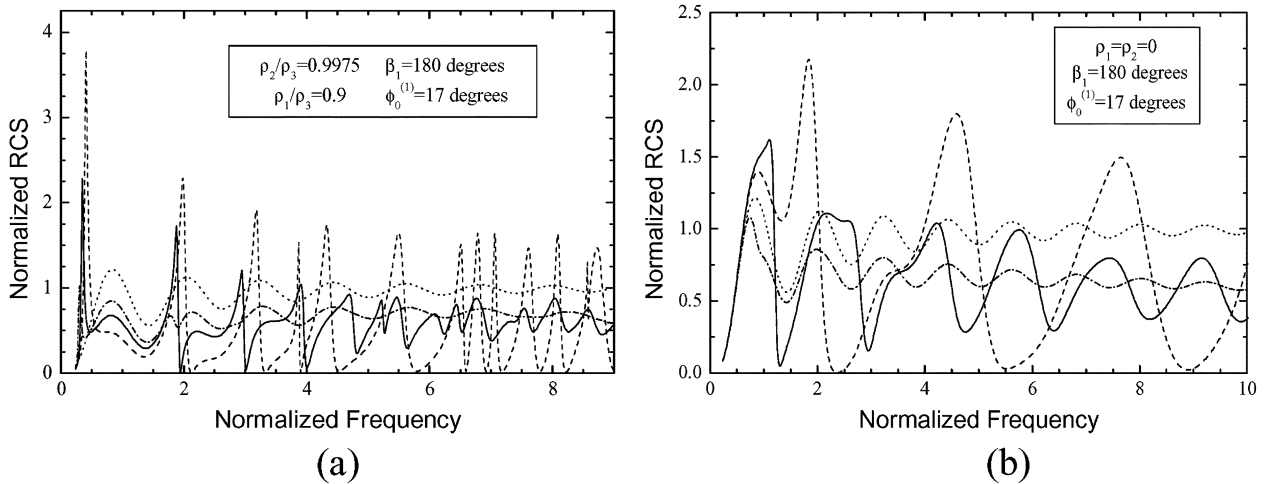 4
3
2
1
0
0
2
4
6
8
Normalized RCS
Normalized Frequency
ρ₂/ρ₃=0.9975 β₁=180 degrees
ρ₁/ρ₃=0.9 ϕ₀⁽¹⁾=17 degrees
(a)
2.5
2.0
1.5
1.0
0.5
0.0
0
2
4
6
8
10
Normalized RCS
Normalized Frequency
ρ₁=ρ₂=0
β₁=180 degrees
ϕ₀⁽¹⁾=17 degrees
(b)